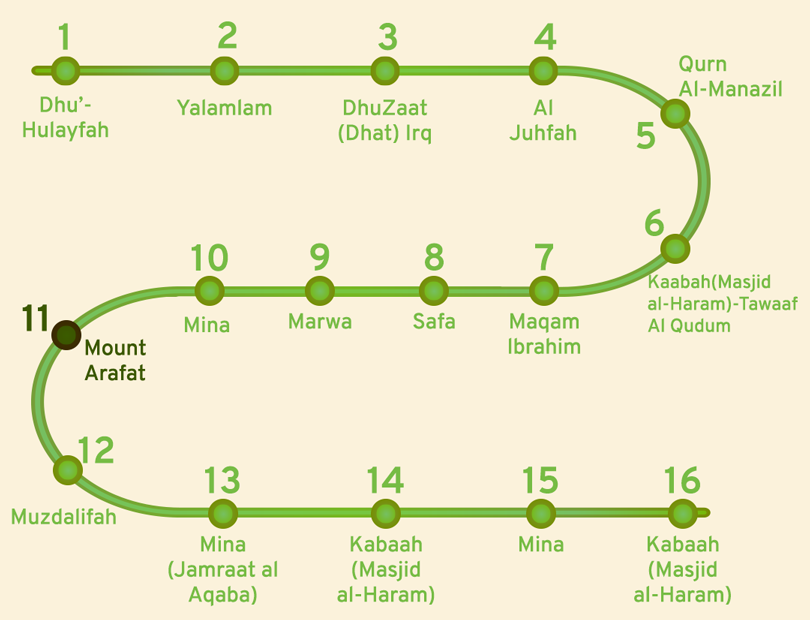 1
2
3
4
Dhu'-
Hulayfah
Yalamlam
DhuZaat
(Dhat) Irq
Al
Juhfah
Qurn
Al-Manazil
5
6
Kaabah(Masjid
al-Haram)-Tawaaf
Al Qudum
7
Maqam
Ibrahim
8
Safa
9
Marwa
10
Mina
11
Mount
Arafat
12
Muzdalifah
13
Mina
(Jamraat al
Aqaba)
14
Kabaah
(Masjid
al-Haram)
15
Mina
16
Kabaah
(Masjid
al-Haram)